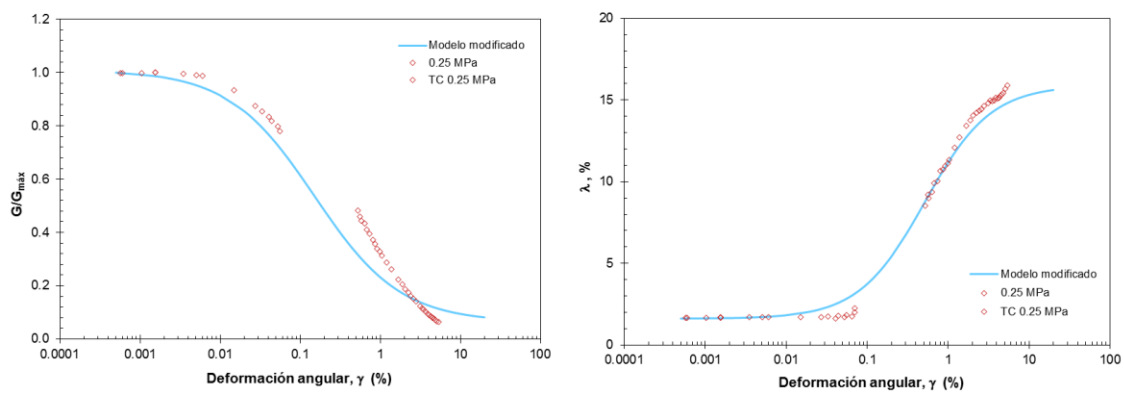 1.2
1.0
0.8
0.6
0.4
0.2
0.0
G/Gmáx
Modelo modificado
0.25 MPa
TC 0.25 MPa
0.0001 0.001 0.01 0.1 1 10 100
Deformación angular, γ (%)
20
15
10
5
0
λ, %
Modelo modificado
0.25 MPa
TC 0.25 MPa
0.0001 0.001 0.01 0.1 1 10 100
Deformación angular, γ (%)